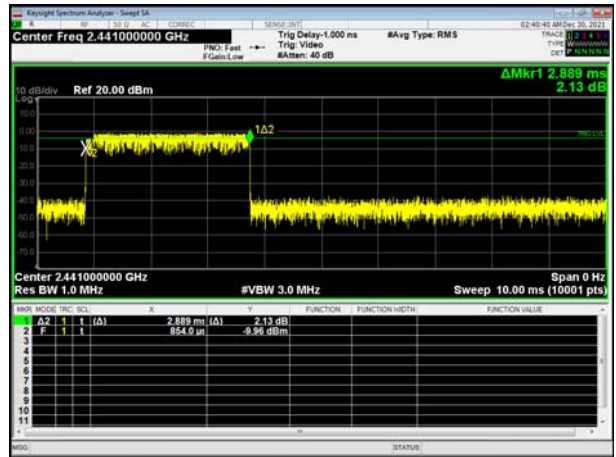 Keysight Spectrum Analyzer - Swept SA
R RF 50 Ω AC CORREC SENSE:INT 02:40:40 AM Dec 30, 2021
Center Freq 2.441000000 GHz
PNO: Fast
IFGain:Low
Trig Delay-1.000 ms
Trig: Video
#Atten: 40 dB
#Avg Type: RMS
TRACE 1 2 3 4 5 6
TYPE WWWWWW
DET P N N N N N
ΔMkr1 2.889 ms
2.13 dB
10 dB/div Ref 20.00 dBm
Log
10.0
0.00
-10.0
-20.0
-30.0
-40.0
-50.0
-60.0
-70.0
1Δ2
TRIG LVL
Center 2.441000000 GHz Span 0 Hz
Res BW 1.0 MHz #VBW 3.0 MHz Sweep 10.00 ms (10001 pts)
MKR MODE TRC SCL X Y FUNCTION FUNCTION WIDTH FUNCTION VALUE
1 Δ2 1 t (Δ) 2.889 ms (Δ) 2.13 dB
2 F 1 t 854.0 µs -9.96 dBm
3
4
5
6
7
8
9
10
11
MSG STATUS